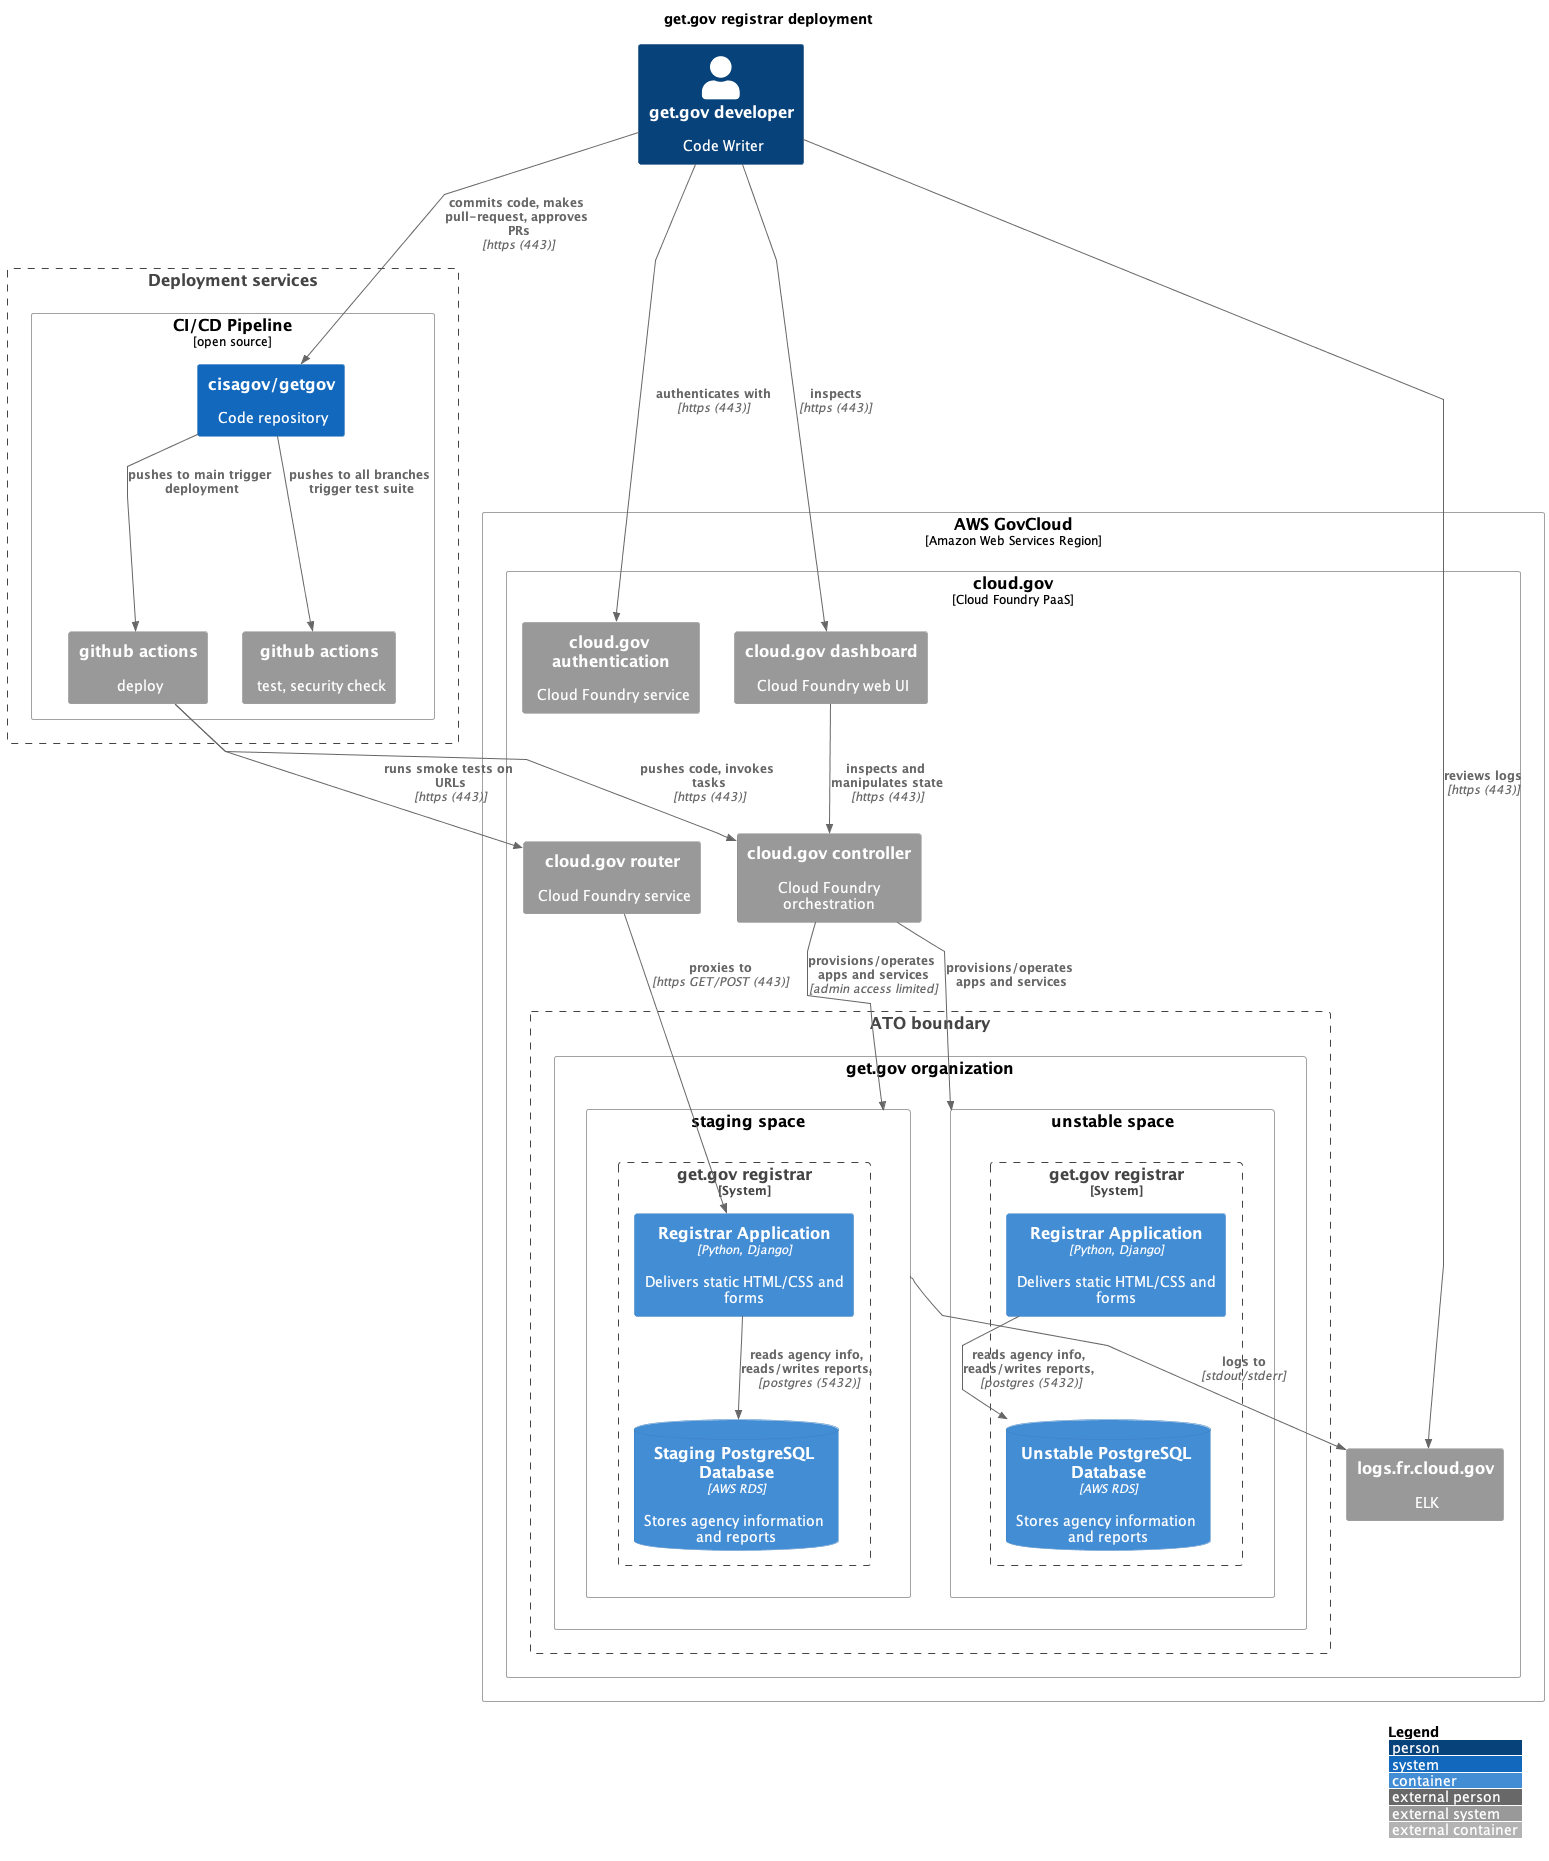 get.gov registrar deployment
get.gov developer
Code Writer
commits code, makes
pull-request, approves
PRs
[https (443)]
Deployment services
CI/CD Pipeline
[open source]
cisagov/getgov
Code repository
authenticates with
[https (443)]
inspects
[https (443)]
pushes to main trigger
deployment
pushes to all branches
trigger test suite
AWS GovCloud
[Amazon Web Services Region]
cloud.gov
[Cloud Foundry PaaS]
github actions
deploy
github actions
test, security check
cloud.gov
authentication
Cloud Foundry service
cloud.gov dashboard
Cloud Foundry web UI
runs smoke tests on
URLs
[https (443)]
pushes code, invokes
tasks
[https (443)]
inspects and
manipulates state
[https (443)]
reviews logs
[https (443)]
cloud.gov router
Cloud Foundry service
cloud.gov controller
Cloud Foundry
orchestration
proxies to
[https GET/POST (443)]
provisions/operates
apps and services
[admin access limited]
provisions/operates
apps and services
ATO boundary
get.gov organization
staging space
get.gov registrar
[System]
Registrar Application
[Python, Django]
Delivers static HTML/CSS and
forms
reads agency info,
reads/writes reports,
[postgres (5432)]
Staging PostgreSQL
Database
[AWS RDS]
Stores agency information
and reports
unstable space
get.gov registrar
[System]
Registrar Application
[Python, Django]
Delivers static HTML/CSS and
forms
reads agency info,
reads/writes reports,
[postgres (5432)]
Unstable PostgreSQL
Database
[AWS RDS]
Stores agency information
and reports
logs to
[stdout/stderr]
logs.fr.cloud.gov
ELK
Legend
person
system
container
external person
external system
external container